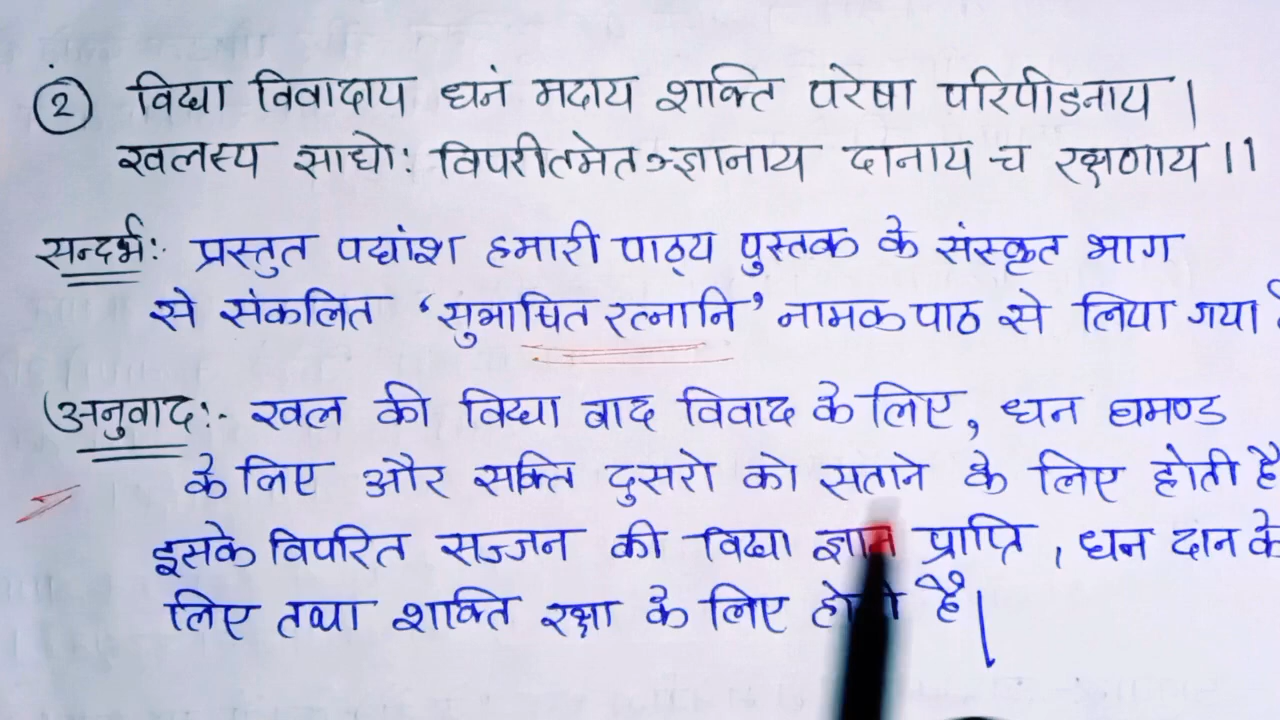 ② विद्या विवादाय धनं मदाय शक्ति परेषा परिपीडनाय ।
खलस्य साधोः विपरीतमेतञ्ज्ञानाय दानाय च रक्षणाय ।।
सन्दर्भ:- प्रस्तुत पद्यांश हमारी पाठ्य पुस्तक के संस्कृत भाग
से संकलित ‘सुभाषित रत्नानि’ नामक पाठ से लिया गया
अनुवाद:- खल की विद्या बाद विवाद के लिए, धन घमण्ड
के लिए और सक्ति दुसरो को सताने के लिए होती है
इसके विपरित सज्जन की विद्या ज्ञान प्राप्ति, धन दान के
लिए तथा शक्ति रक्षा के लिए है।